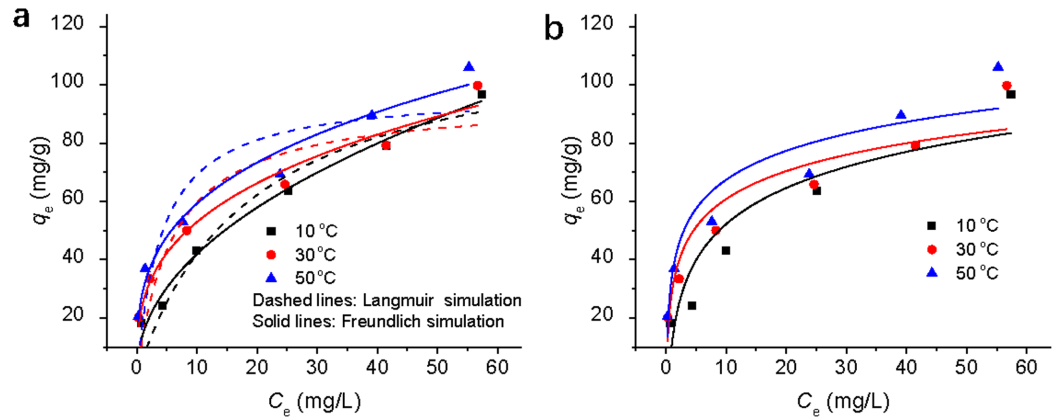 a
120
100
80
60
40
20
qe (mg/g)
10 °C
30 °C
50 °C
Dashed lines: Langmuir simulation
Solid lines: Freundlich simulation
0 10 20 30 40 50 60
Ce (mg/L)
b
120
100
80
60
40
20
qe (mg/g)
10 °C
30 °C
50 °C
0 10 20 30 40 50 60
Ce (mg/L)